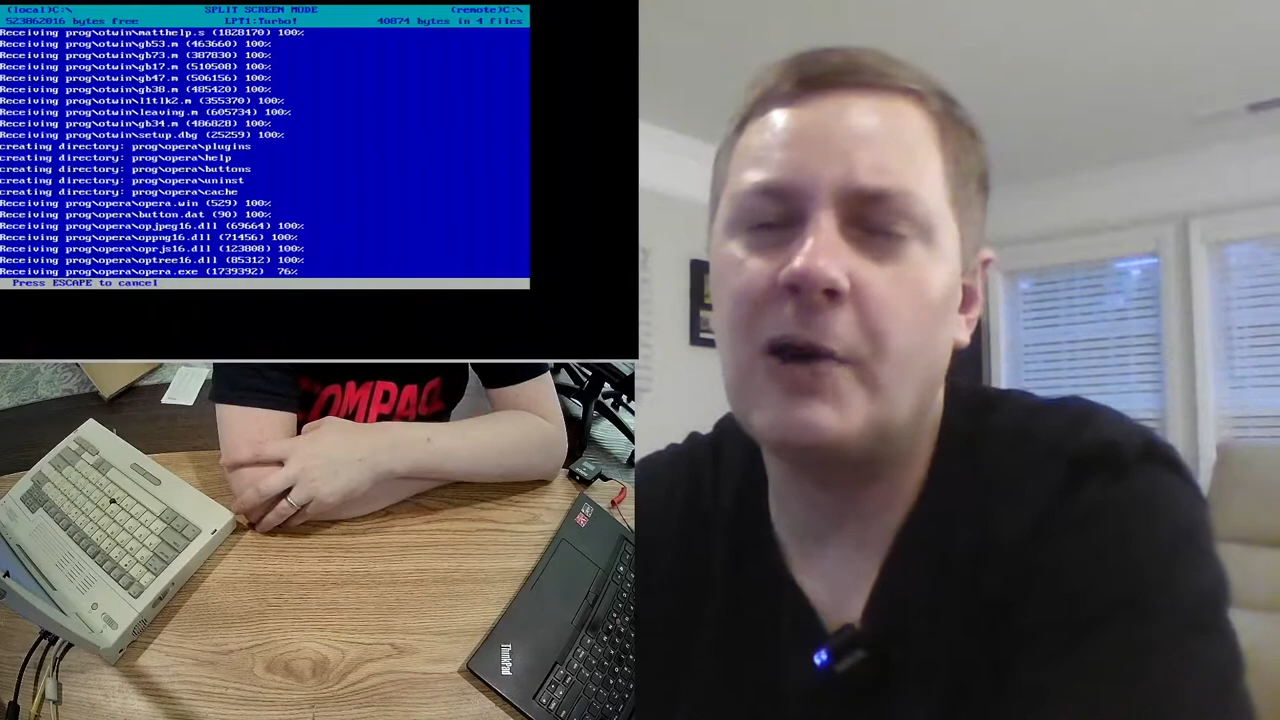 (local)C:\ SPLIT SCREEN MODE (remote)C:\
523862016 bytes free LPT1:Turbo! 40874 bytes in 4 files
Receiving prog\otwin\matthelp.s (1828170) 100%
Receiving prog\otwin\gb53.m (463660) 100%
Receiving prog\otwin\gb73.m (387830) 100%
Receiving prog\otwin\gb17.m (510508) 100%
Receiving prog\otwin\gb47.m (506156) 100%
Receiving prog\otwin\gb38.m (485420) 100%
Receiving prog\otwin\l1tlk2.m (355370) 100%
Receiving prog\otwin\leaving.m (605734) 100%
Receiving prog\otwin\gb34.m (486828) 100%
Receiving prog\otwin\setup.dbg (25259) 100%
creating directory: prog\opera\plugins
creating directory: prog\opera\help
creating directory: prog\opera\buttons
creating directory: prog\opera\uninst
creating directory: prog\opera\cache
Receiving prog\opera\opera.win (529) 100%
Receiving prog\opera\button.dat (90) 100%
Receiving prog\opera\opjpeg16.dll (69664) 100%
Receiving prog\opera\oppng16.dll (71456) 100%
Receiving prog\opera\oprjs16.dll (123808) 100%
Receiving prog\opera\optree16.dll (85312) 100%
Receiving prog\opera\opera.exe (1739392) 76%
Press ESCAPE to cancel
COMPAQ
ThinkPad